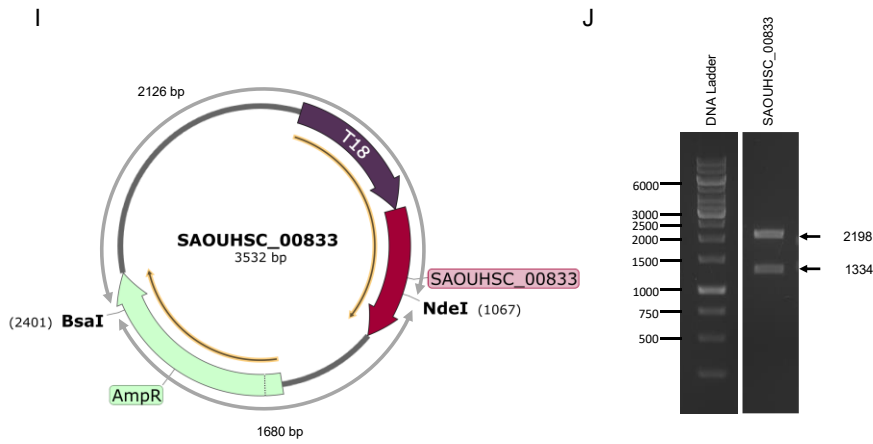 I
2126 bp
T18
SAOUHSC_00833
3532 bp
SAOUHSC_00833
NdeI (1067)
(2401) BsaI
AmpR
1680 bp
J
DNA Ladder
SAOUHSC_00833
6000
3000
2500
2000
1500
1000
750
500
2198
1334